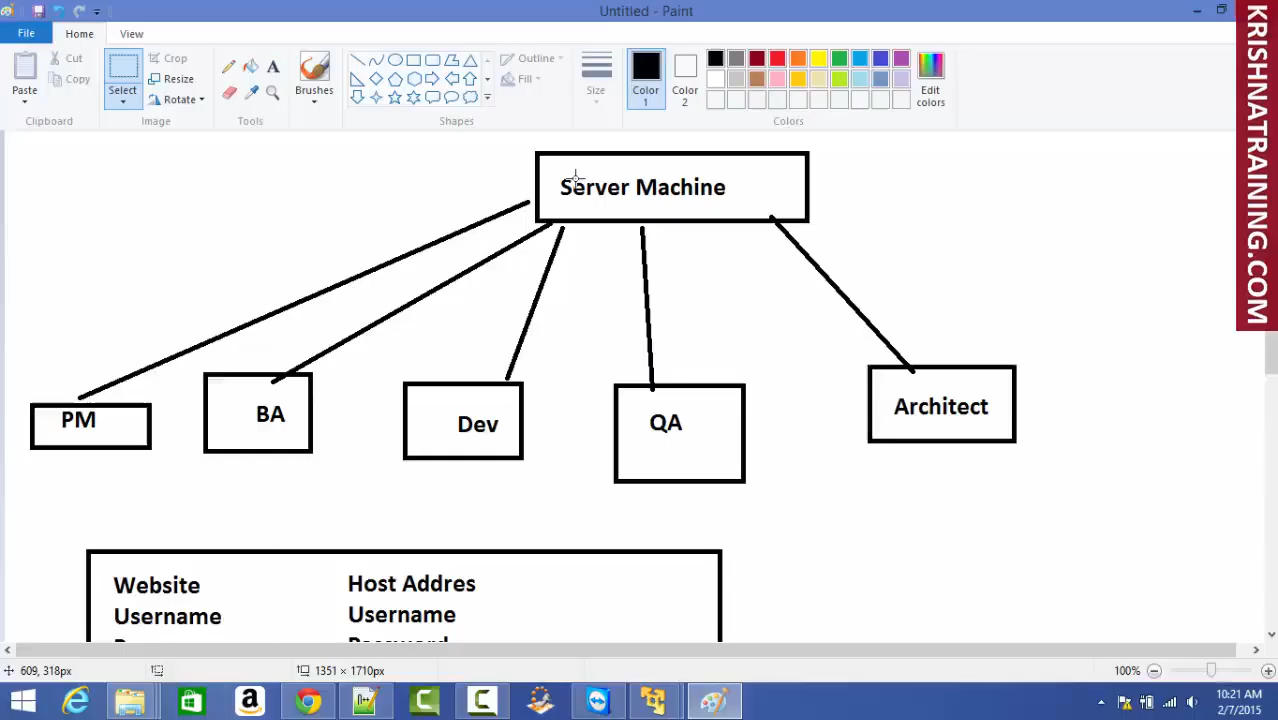 Untitled - Paint
File
Home
View
Paste
Cut
Copy
Clipboard
Select
Crop
Resize
Rotate
Image
Tools
Brushes
Shapes
Outline
Fill
Size
Color 1
Color 2
Edit colors
Colors
KRISHNATRAINING.COM
Server Machine
PM
BA
Dev
QA
Architect
Website
Host Addres
Username
Username
Password
609, 318px
1351 × 1710px
100%
10:21 AM
2/7/2015